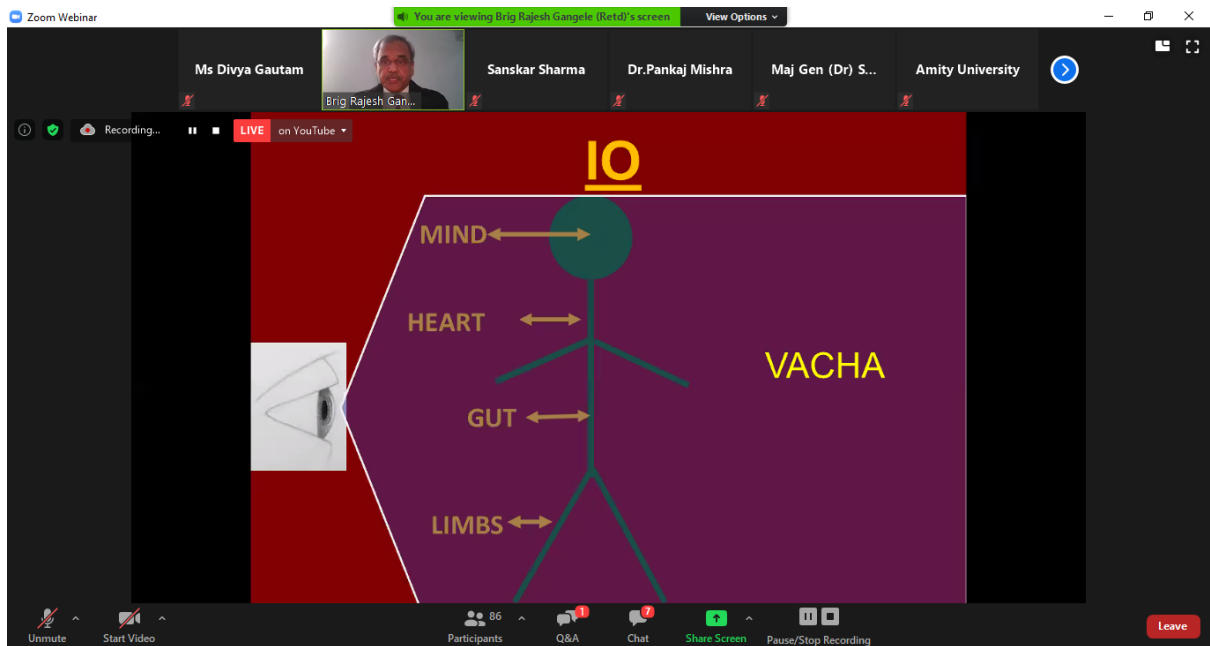 Zoom Webinar
You are viewing Brig Rajesh Gangele (Retd)'s screen
View Options
Ms Divya Gautam
Brig Rajesh Gan...
Sanskar Sharma
Dr.Pankaj Mishra
Maj Gen (Dr) S...
Amity University
Recording...
LIVE
on YouTube
IO
MIND
HEART
VACHA
GUT
LIMBS
Unmute
Start Video
86
Participants
1
Q&A
7
Chat
Share Screen
Pause/Stop Recording
Leave